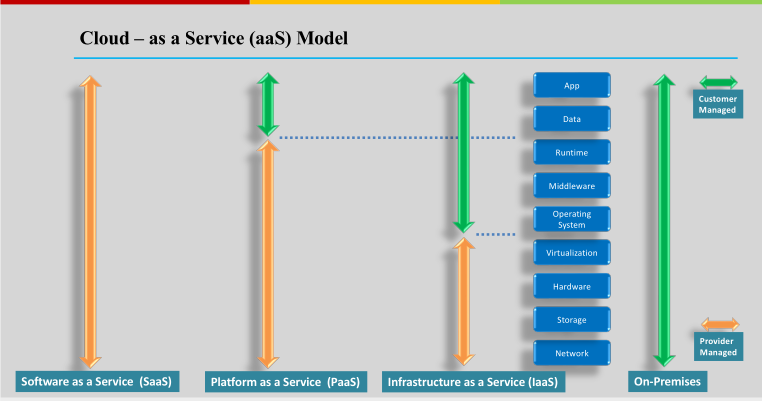 Cloud – as a Service (aaS) Model
App
Data
Runtime
Middleware
Operating
System
Virtualization
Hardware
Storage
Network
Customer
Managed
Provider
Managed
Software as a Service (SaaS)
Platform as a Service (PaaS)
Infrastructure as a Service (IaaS)
On-Premises